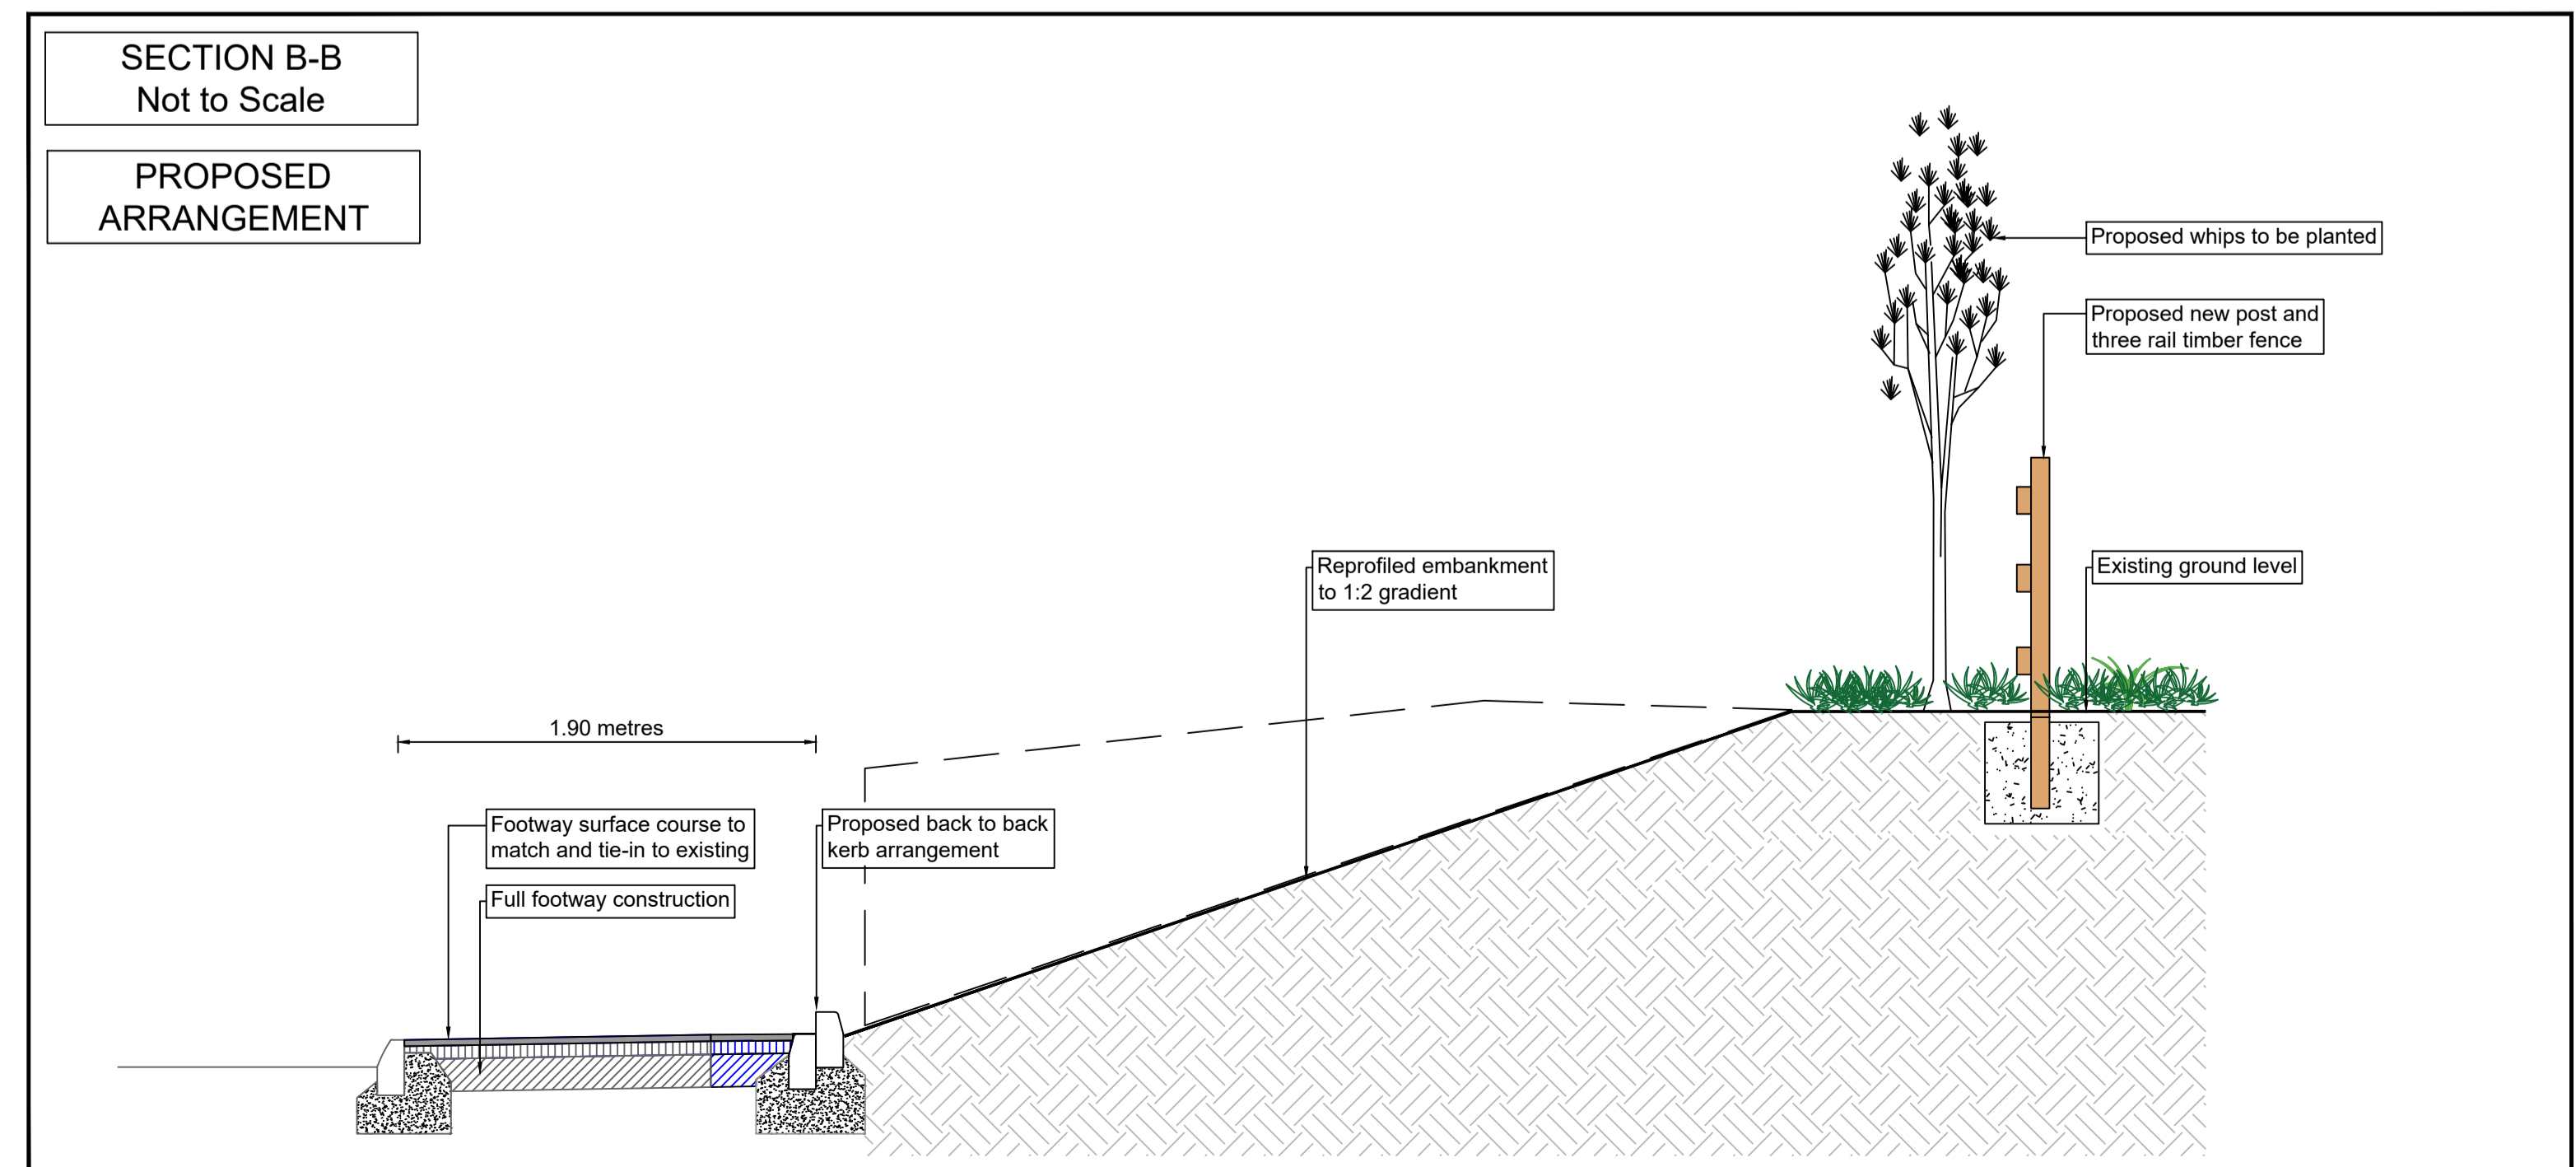 SECTION B-B
Not to Scale
PROPOSED
ARRANGEMENT
Proposed whips to be planted
Proposed new post and
three rail timber fence
Reprofiled embankment
to 1:2 gradient
Existing ground level
1.90 metres
Footway surface course to
match and tie-in to existing
Proposed back to back
kerb arrangement
Full footway construction